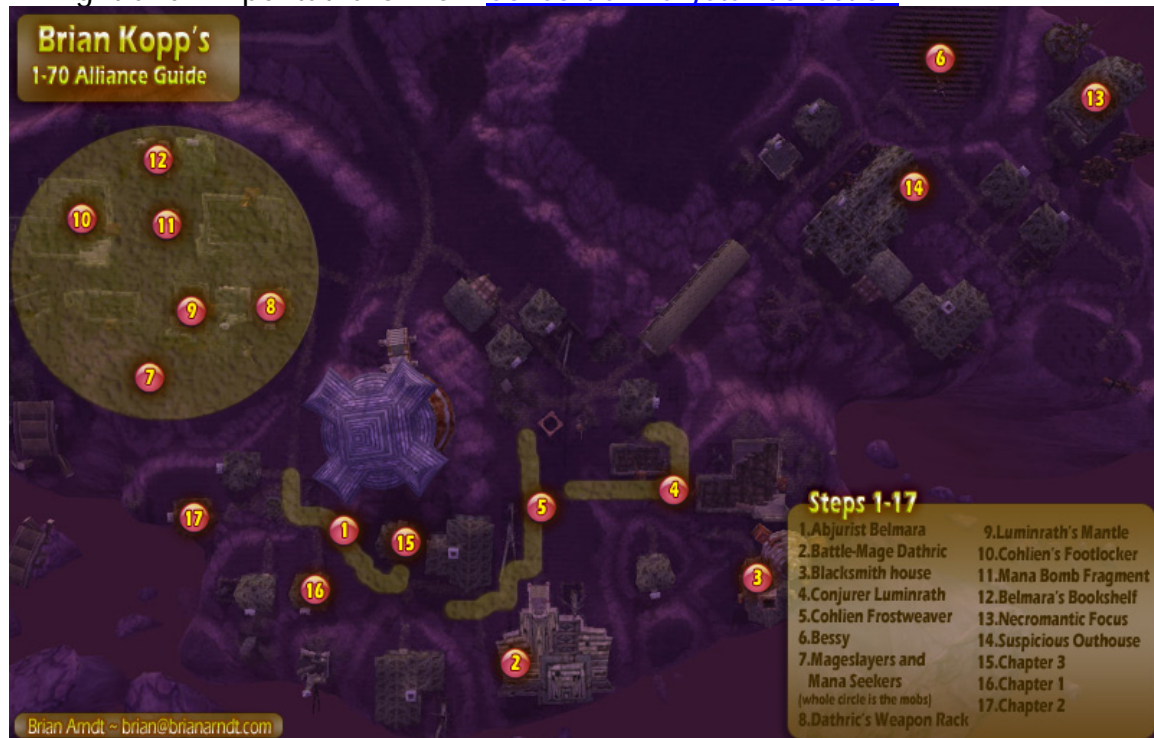 Brian Kopp's
1-70 Alliance Guide
6
13
12
14
10
11
9
8
7
4
5
17
1
15
3
16
2
Steps 1-17
1.Abjurist Belmara
2.Battle-Mage Dathric
3.Blacksmith house
4.Conjurer Luminrath
5.Cohlien Frostweaver
6.Bessy
7.Mageslayers and
Mana Seekers
(whole circle is the mobs)
8.Dathric's Weapon Rack
9.Luminrath's Mantle
10.Cohlien's Footlocker
11.Mana Bomb Fragment
12.Belmara's Bookshelf
13.Necromantic Focus
14.Suspicious Outhouse
15.Chapter 3
16.Chapter 1
17.Chapter 2
Brian Arndt ~ brian@brianarndt.com